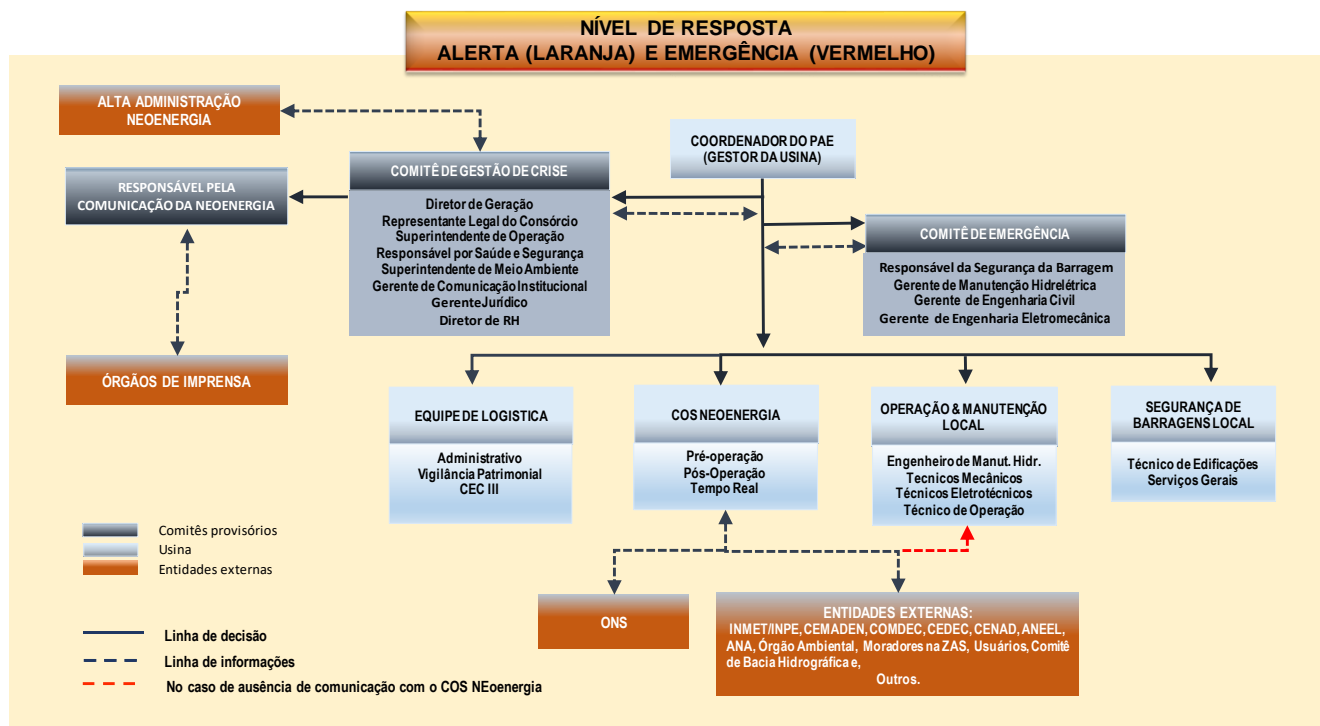 NÍVEL DE RESPOSTA
ALERTA (LARANJA) E EMERGÊNCIA (VERMELHO)
ALTA ADMINISTRAÇÃO
NEOENERGIA
COORDENADOR DO PAE
(GESTOR DA USINA)
COMITÊ DE GESTÃO DE CRISE
Diretor de Geração
Representante Legal do Consórcio
Superintendente de Operação
Responsável por Saúde e Segurança
Superintendente de Meio Ambiente
Gerente de Comunicação Institucional
Gerente Jurídico
Diretor de RH
RESPONSÁVEL PELA
COMUNICAÇÃO DA NEOENERGIA
COMITÊ DE EMERGÊNCIA
Responsável da Segurança da Barragem
Gerente de Manutenção Hidrelétrica
Gerente de Engenharia Civil
Gerente de Engenharia Eletromecânica
ÓRGÃOS DE IMPRENSA
EQUIPE DE LOGISTICA
Administrativo
Vigilância Patrimonial
CEC III
COS NEOENERGIA
Pré-operação
Pós-Operação
Tempo Real
OPERAÇÃO & MANUTENÇÃO
LOCAL
Engenheiro de Manut. Hidr.
Tecnicos Mecânicos
Técnicos Eletrotécnicos
Técnico de Operação
SEGURANÇA DE
BARRAGENS LOCAL
Técnico de Edificações
Serviços Gerais
Comitês provisórios
Usina
Entidades externas
ONS
ENTIDADES EXTERNAS:
INMET/INPE, CEMADEN, COMDEC, CEDEC, CENAD, ANEEL,
ANA, Órgão Ambiental, Moradores na ZAS, Usuários, Comitê
de Bacia Hidrográfica e,
Outros.
Linha de decisão
Linha de informações
No caso de ausência de comunicação com o COS NEoenergia